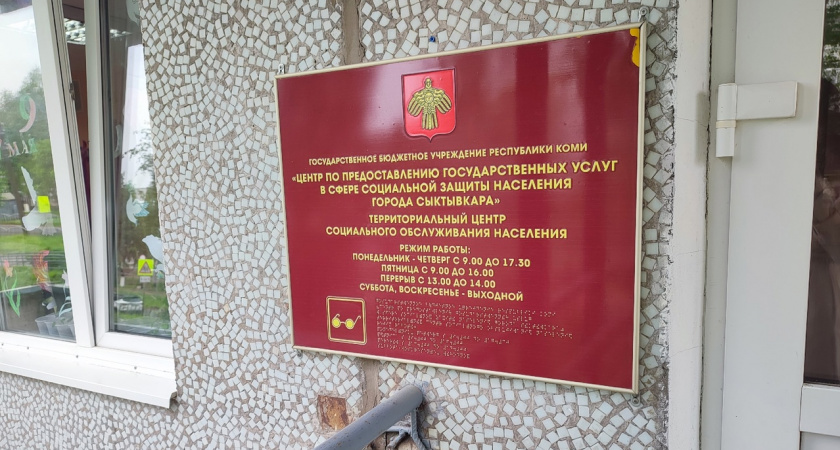 ГОСУДАРСТВЕННОЕ БЮДЖЕТНОЕ УЧРЕЖДЕНИЕ РЕСПУБЛИКИ КОМИ
«ЦЕНТР ПО ПРЕДОСТАВЛЕНИЮ ГОСУДАРСТВЕННЫХ УСЛУГ
В СФЕРЕ СОЦИАЛЬНОЙ ЗАЩИТЫ НАСЕЛЕНИЯ
ГОРОДА СЫКТЫВКАРА»
ТЕРРИТОРИАЛЬНЫЙ ЦЕНТР
СОЦИАЛЬНОГО ОБСЛУЖИВАНИЯ НАСЕЛЕНИЯ
РЕЖИМ РАБОТЫ:
ПОНЕДЕЛЬНИК - ЧЕТВЕРГ С 9.00 ДО 17.30
ПЯТНИЦА С 9.00 ДО 16.00
ПЕРЕРЫВ С 13.00 ДО 14.00
СУББОТА, ВОСКРЕСЕНЬЕ - ВЫХОДНОЙ